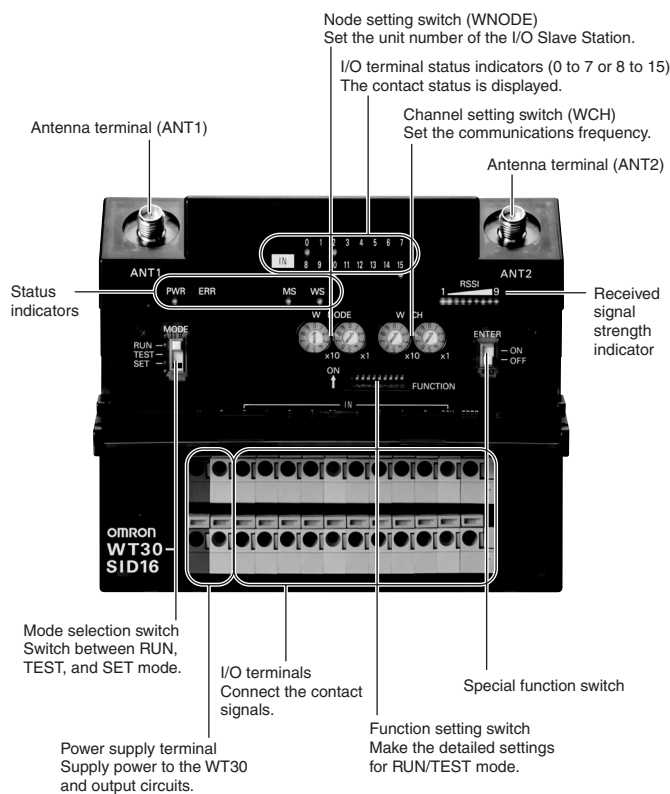 Node setting switch (WNODE)
Set the unit number of the I/O Slave Station.
I/O terminal status indicators (0 to 7 or 8 to 15)
The contact status is displayed.
Channel setting switch (WCH)
Set the communications frequency.
Antenna terminal (ANT1)
Antenna terminal (ANT2)
0 1 2 3 4 5 6 7
IN
8 9 10 11 12 13 14 15
ANT1
ANT2
Status
indicators
PWR ERR MS WS
RSSI
1 9
Received
signal
strength
indicator
MODE
RUN
TEST
SET
x10 x1
x10 x1
ENTER
ON
OFF
ON
FUNCTION
IN
OMRON
WT30-
SID16
Mode selection switch
Switch between RUN,
TEST, and SET mode.
I/O terminals
Connect the contact
signals.
Special function switch
Power supply terminal
Supply power to the WT30
and output circuits.
Function setting switch
Make the detailed settings
for RUN/TEST mode.